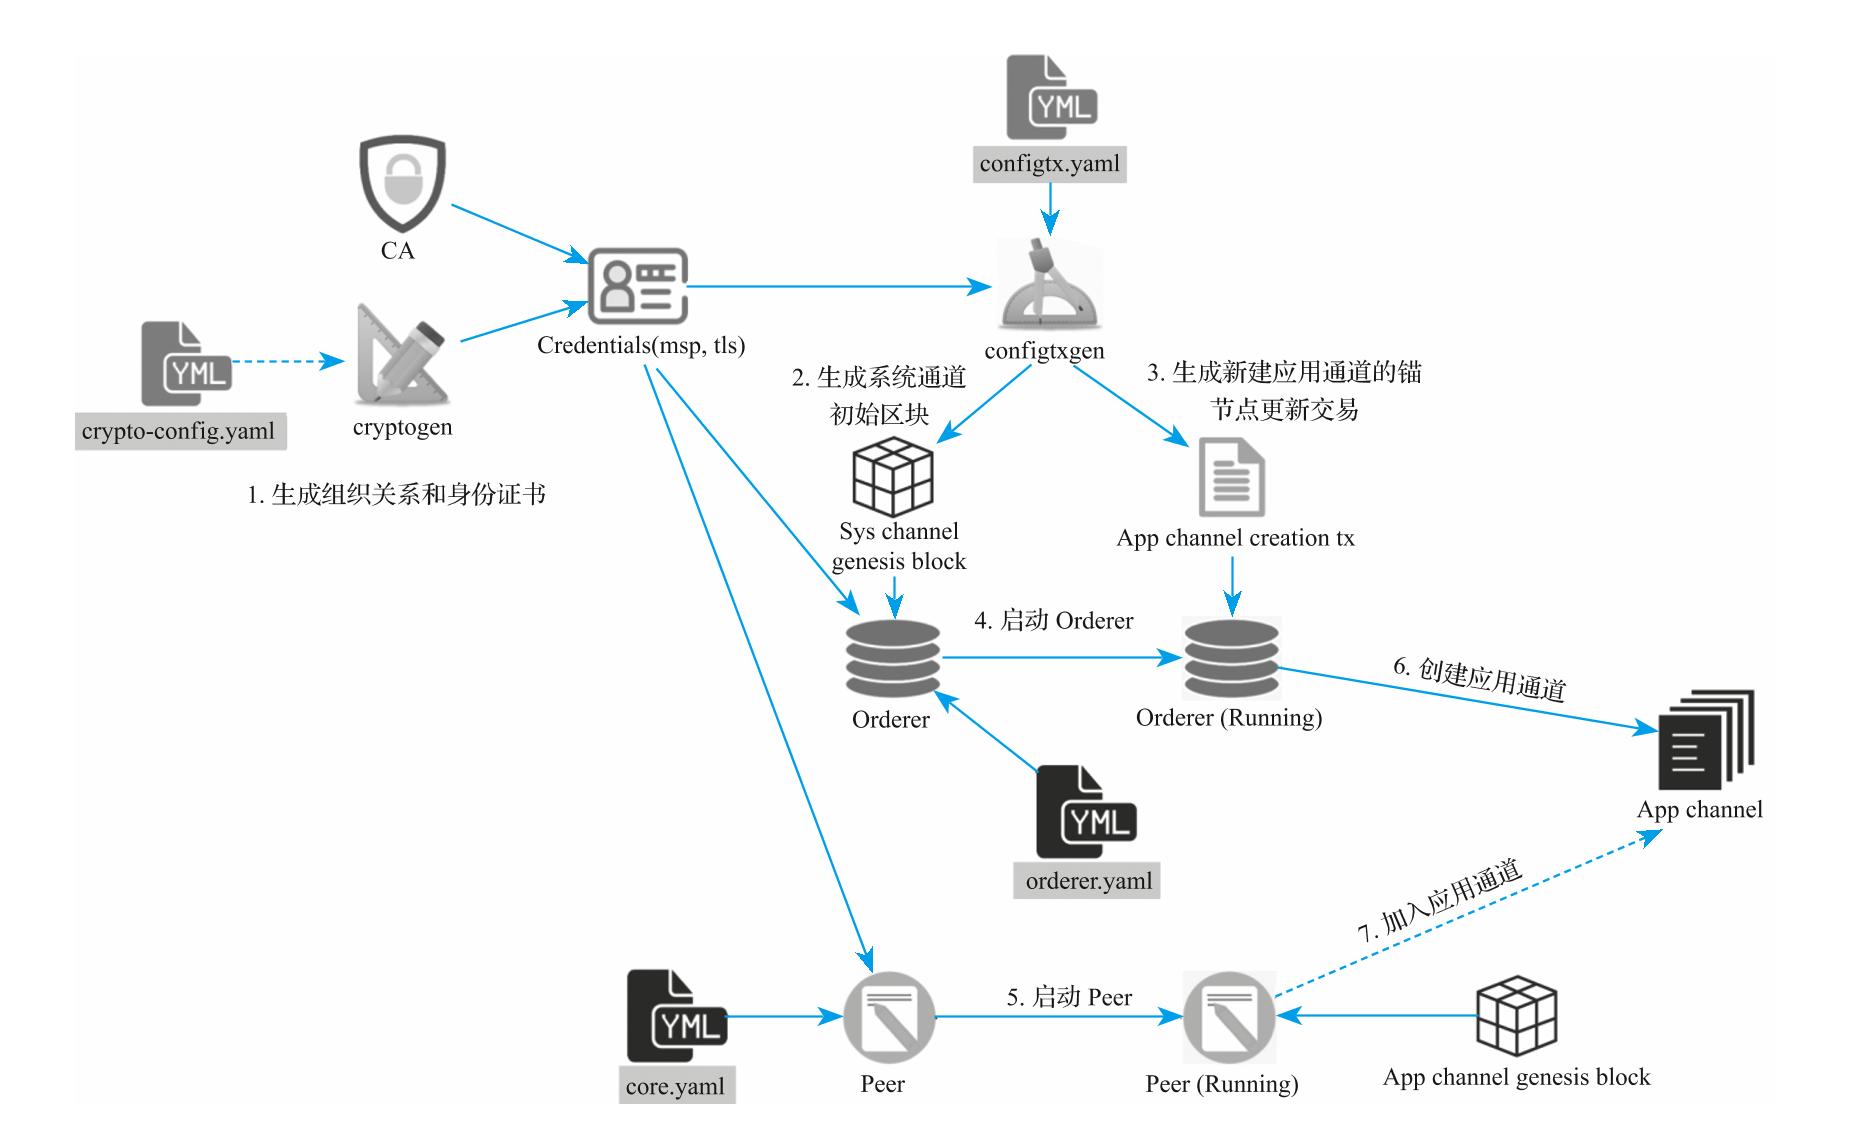 YML
configtx.yaml
CA
Credentials(msp, tls)
configtxgen
YML
crypto-config.yaml
cryptogen
1. 生成组织关系和身份证书
2. 生成系统通道
初始区块
3. 生成新建应用通道的锚
节点更新交易
Sys channel
genesis block
App channel creation tx
4. 启动 Orderer
Orderer
Orderer (Running)
6. 创建应用通道
App channel
YML
orderer.yaml
7. 加入应用通道
YML
core.yaml
Peer
5. 启动 Peer
Peer (Running)
App channel genesis block